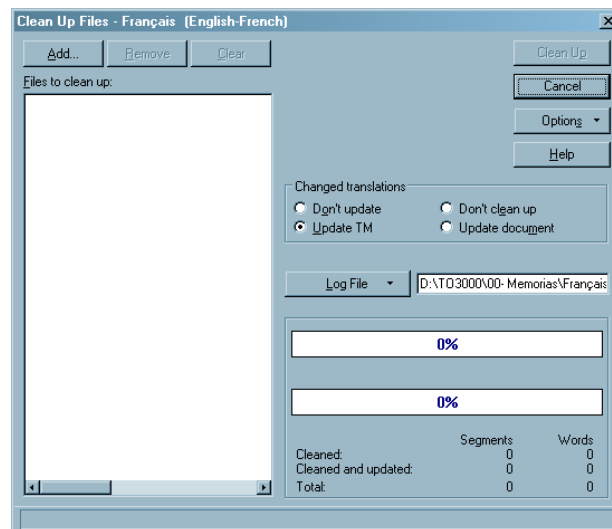 Clean Up Files - Français (English-French)
Add... Remove Clear Clean Up
Files to clean up:
Cancel
Options
Help
Changed translations
Don't update Don't clean up
Update TM Update document
Log File D:\TO3000\00- Memorias\Français
0%
0%
Segments Words
Cleaned: 0 0
Cleaned and updated: 0 0
Total: 0 0